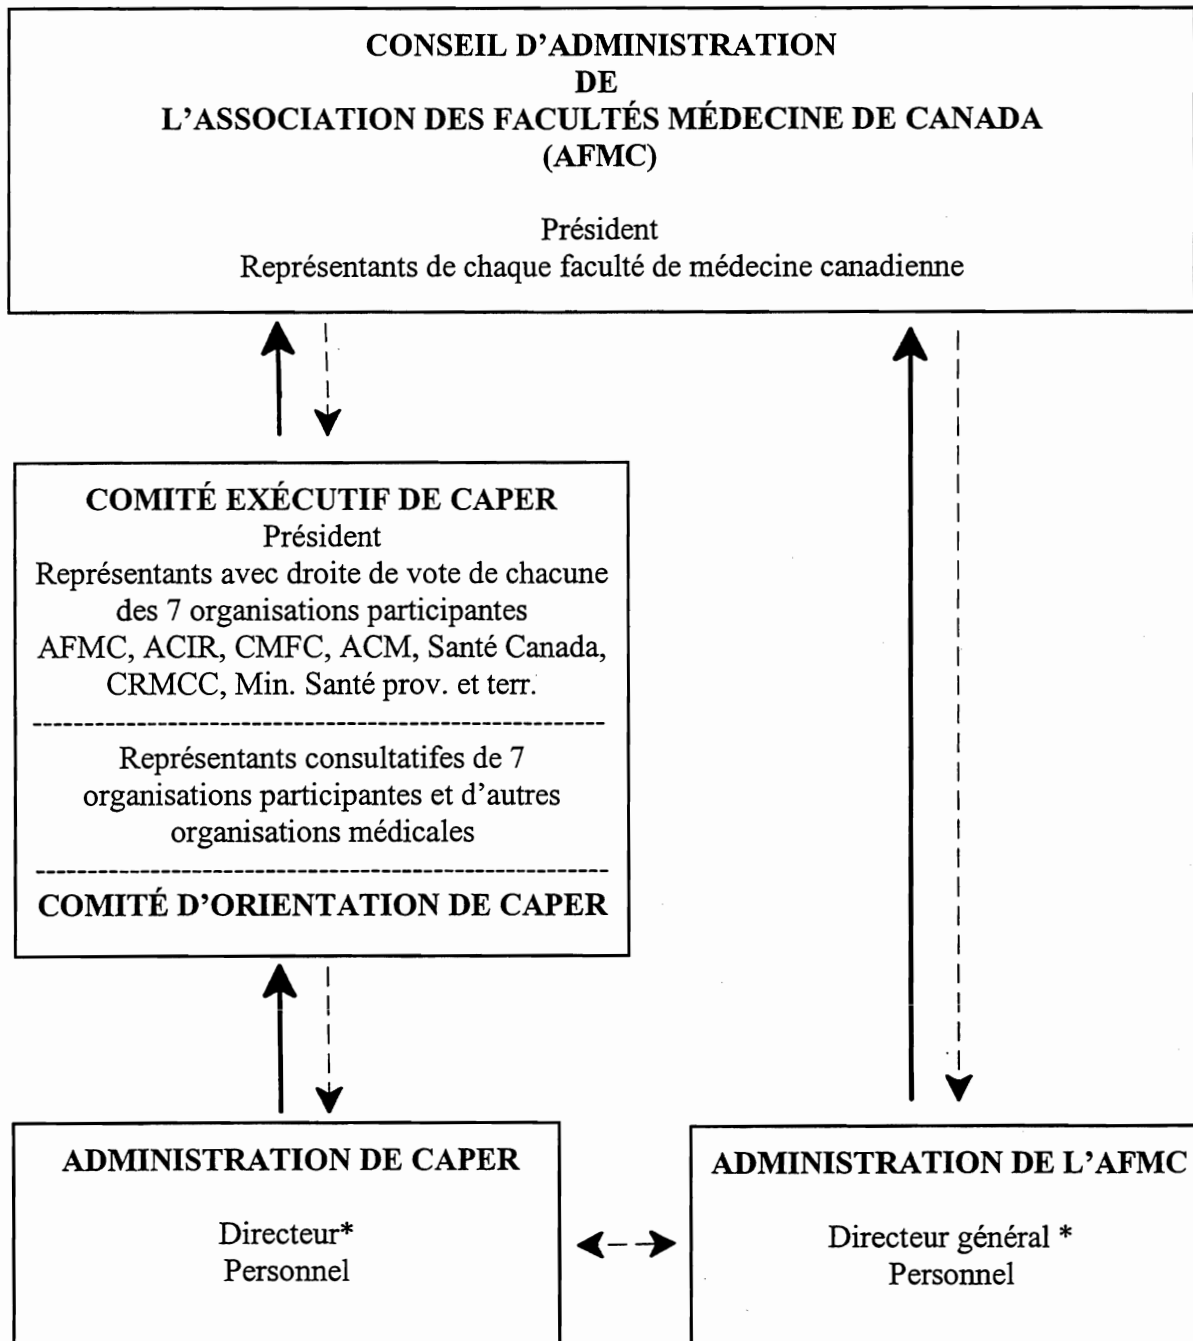 CONSEIL D'ADMINISTRATION
DE
L'ASSOCIATION DES FACULTÉS MÉDECINE DE CANADA
(AFMC)
Président
Représentants de chaque faculté de médecine canadienne
COMITÉ EXÉCUTIF DE CAPER
Président
Représentants avec droite de vote de chacune
des 7 organisations participantes
AFMC, ACIR, CMFC, ACM, Santé Canada,
CRMCC, Min. Santé prov. et terr.
Représentants consultatifes de 7
organisations participantes et d'autres
organisations médicales
COMITÉ D'ORIENTATION DE CAPER
ADMINISTRATION DE CAPER
Directeur*
Personnel
ADMINISTRATION DE L'AFMC
Directeur général *
Personnel